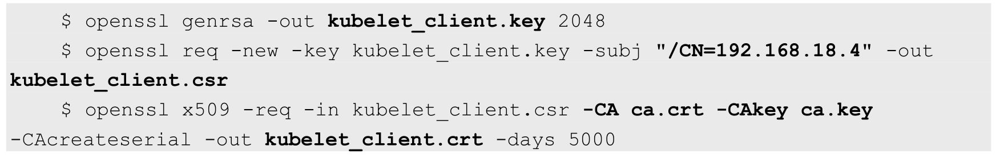 $ openssl genrsa -out kubelet_client.key 2048
$ openssl req -new -key kubelet_client.key -subj "/CN=192.168.18.4" -out
kubelet_client.csr
$ openssl x509 -req -in kubelet_client.csr -CA ca.crt -CAkey ca.key
-CAcreateserial -out kubelet_client.crt -days 5000